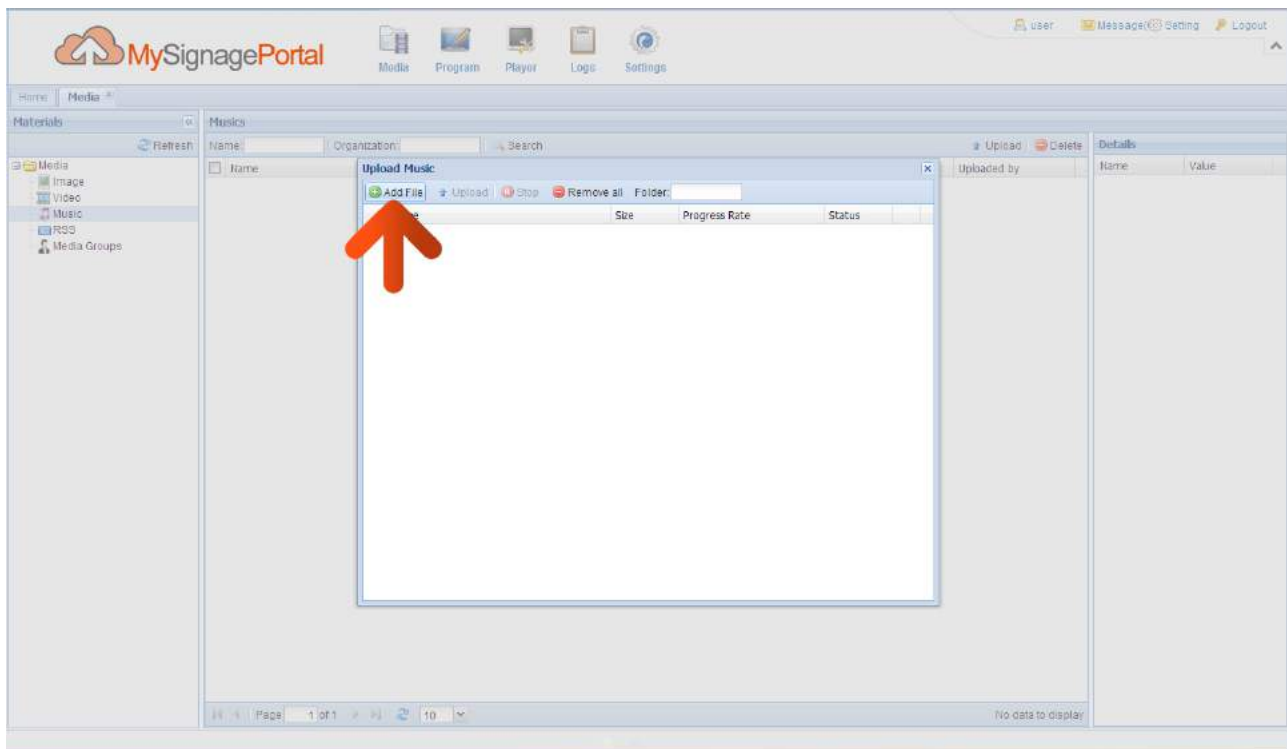 user Message( Setting Logout
MySignagePortal
Media Program Player Logs Settings
Home Media
Materials Musics
Refresh Name: Organization: Search Upload Delete Details
Media Name Uploaded by Name Value
Image
Video
Music
RSS
Media Groups
Upload Music
Add File Upload Stop Remove all Folder:
Size Progress Rate Status
Page 1 of 1 10 No data to display